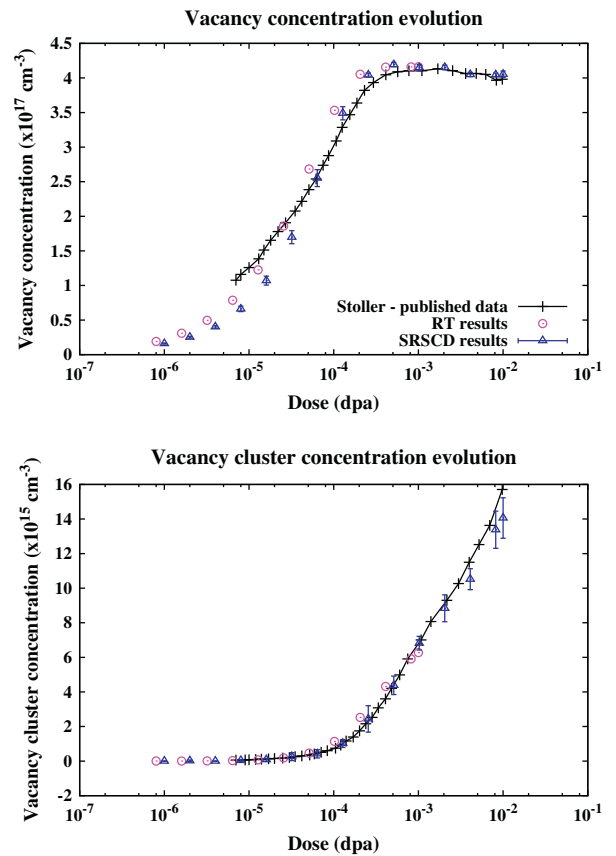 Vacancy concentration evolution
Vacancy concentration (x10^17 cm^-3)
4.5
4
3.5
3
2.5
2
1.5
1
0.5
0
Stoller - published data
RT results
SRSCD results
10^-7 10^-6 10^-5 10^-4 10^-3 10^-2 10^-1
Dose (dpa)
Vacancy cluster concentration evolution
Vacancy cluster concentration (x10^15 cm^-3)
16
14
12
10
8
6
4
2
0
-2
10^-7 10^-6 10^-5 10^-4 10^-3 10^-2 10^-1
Dose (dpa)